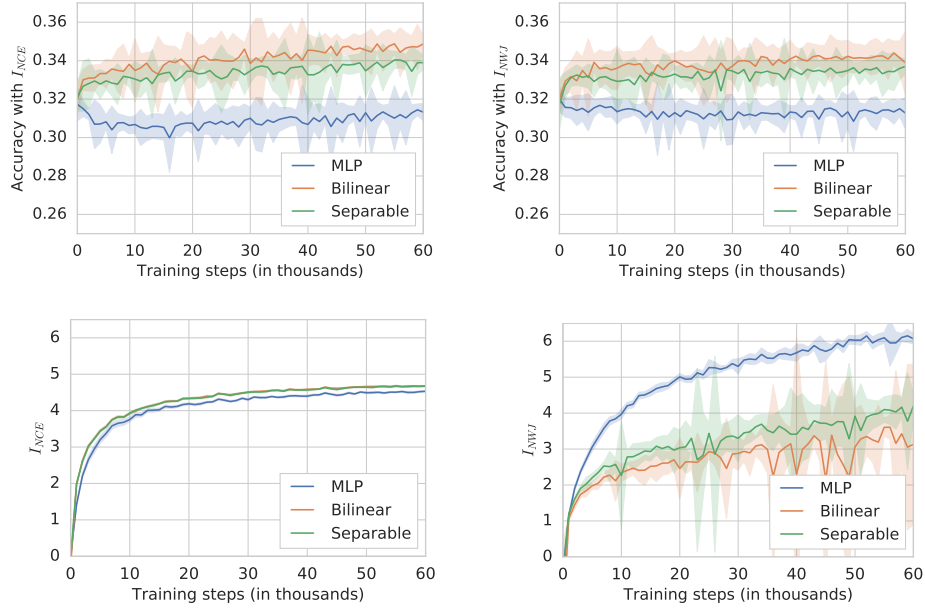 Accuracy with I_NCE
0.36
0.34
0.32
0.30
0.28
0.26
MLP
Bilinear
Separable
0 10 20 30 40 50 60
Training steps (in thousands)
Accuracy with I_NWJ
0.36
0.34
0.32
0.30
0.28
0.26
MLP
Bilinear
Separable
0 10 20 30 40 50 60
Training steps (in thousands)
I_NCE
6
5
4
3
2
1
0
MLP
Bilinear
Separable
0 10 20 30 40 50 60
Training steps (in thousands)
I_NWJ
6
5
4
3
2
1
0
MLP
Bilinear
Separable
0 10 20 30 40 50 60
Training steps (in thousands)